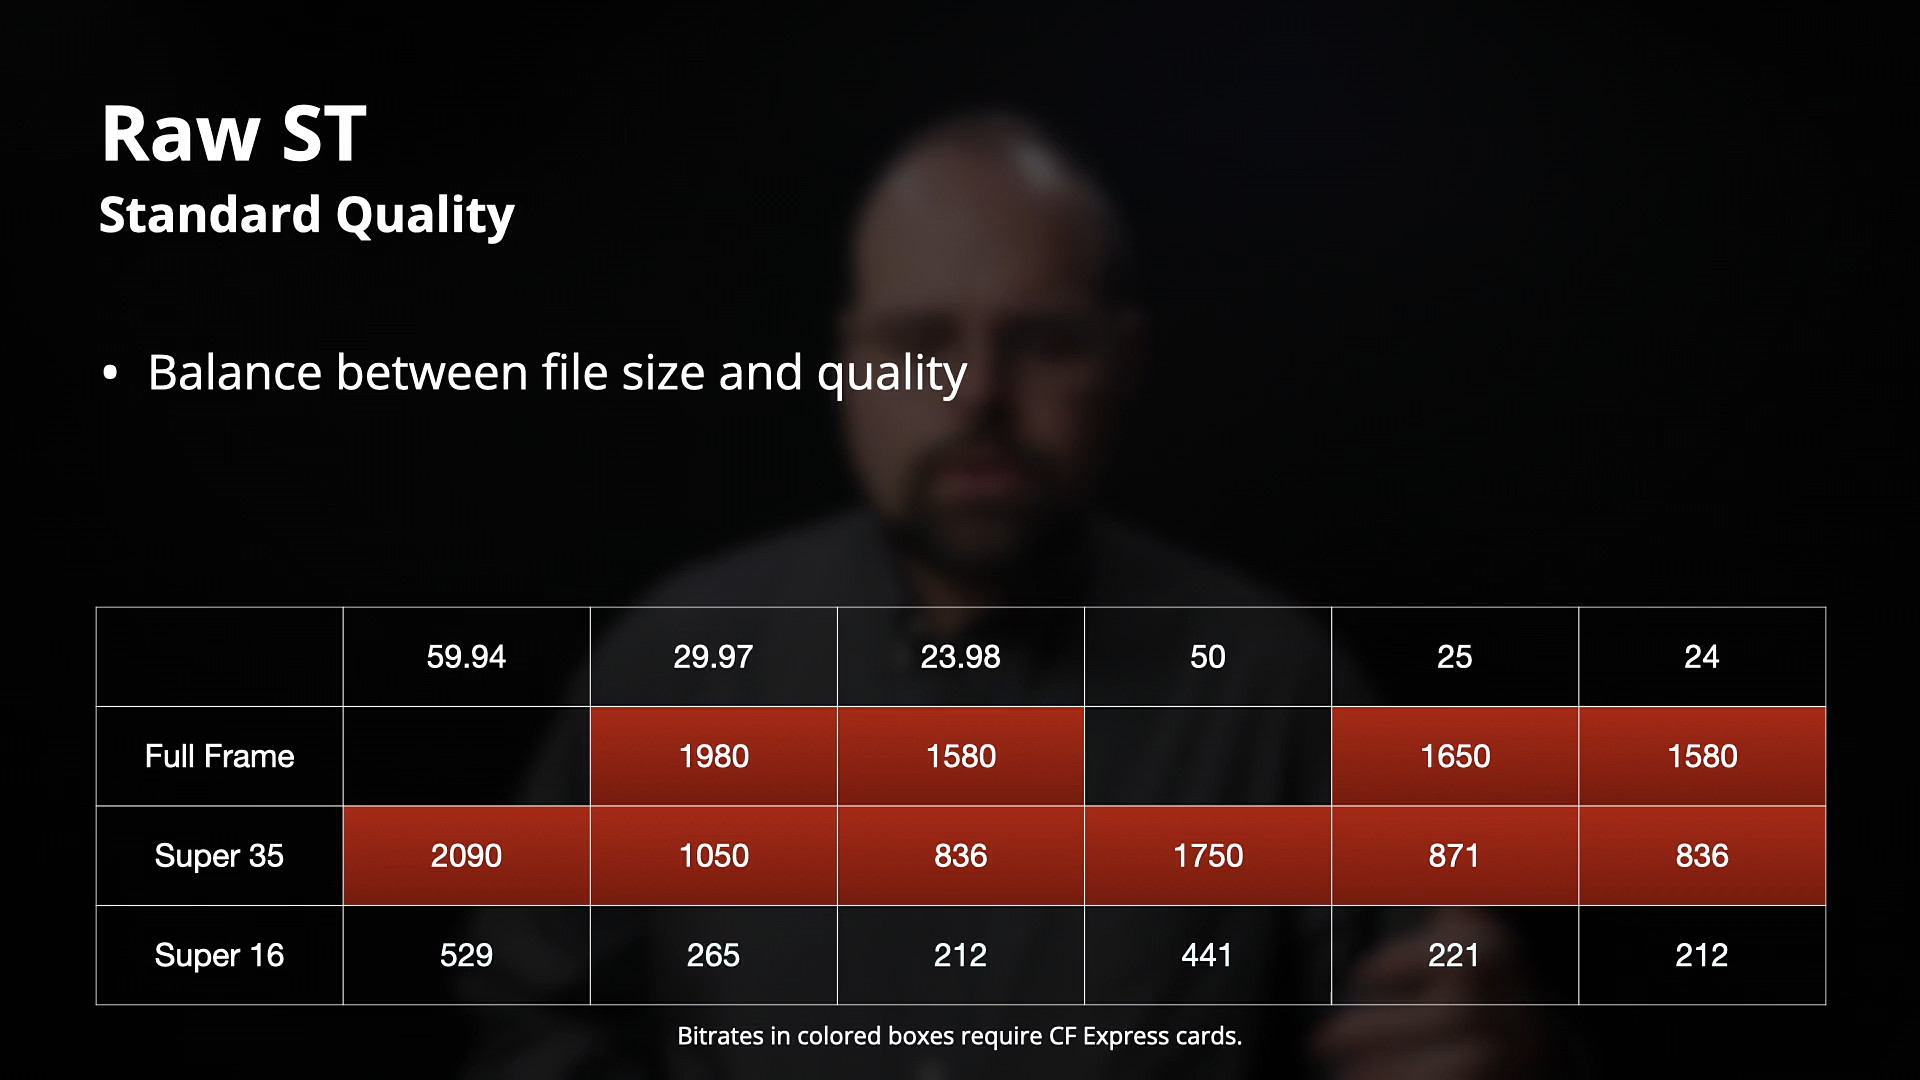 Raw ST
Standard Quality
• Balance between file size and quality
59.94 29.97 23.98 50 25 24
Full Frame 1980 1580 1650 1580
Super 35 2090 1050 836 1750 871 836
Super 16 529 265 212 441 221 212
Bitrates in colored boxes require CF Express cards.